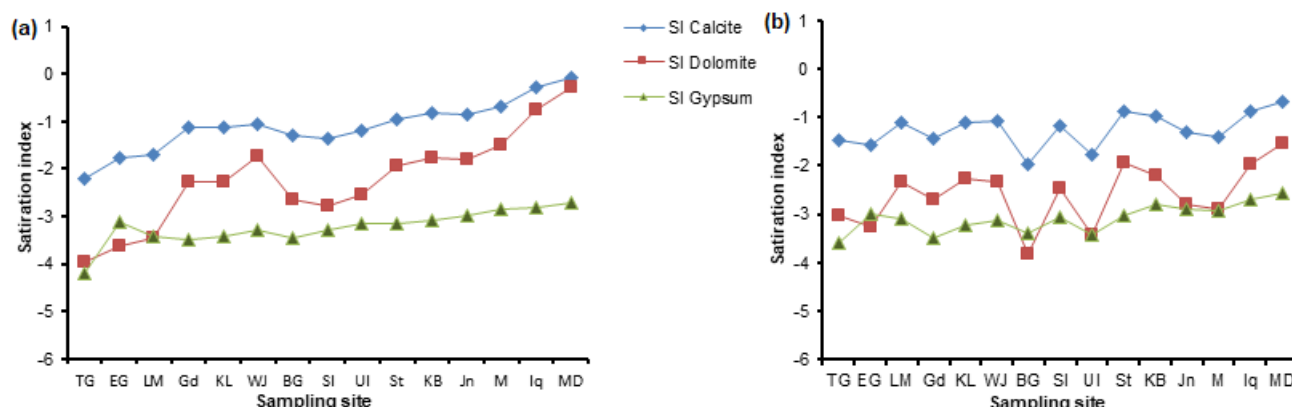 (a)
Satiration index
1
0
-1
-2
-3
-4
-5
-6
TG EG LM Gd KL WJ BG SI UI St KB Jn M Iq MD
Sampling site
SI Calcite
SI Dolomite
SI Gypsum
(b)
Satiration index
1
0
-1
-2
-3
-4
-5
-6
TG EG LM Gd KL WJ BG SI UI St KB Jn M Iq MD
Sampling site